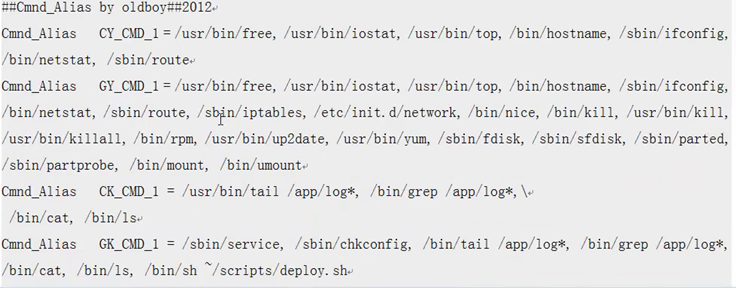 ##Cmnd_Alias by oldboy##2012
Cmnd_Alias CY_CMD_1 = /usr/bin/free, /usr/bin/iostat, /usr/bin/top, /bin/hostname, /sbin/ifconfig,
/bin/netstat, /sbin/route
Cmnd_Alias GY_CMD_1 = /usr/bin/free, /usr/bin/iostat, /usr/bin/top, /bin/hostname, /sbin/ifconfig,
/bin/netstat, /sbin/route, /sbin/iptables, /etc/init.d/network, /bin/nice, /bin/kill, /usr/bin/kill,
/usr/bin/killall, /bin/rpm, /usr/bin/up2date, /usr/bin/yum, /sbin/fdisk, /sbin/sfdisk, /sbin/parted,
/sbin/partprobe, /bin/mount, /bin/umount
Cmnd_Alias CK_CMD_1 = /usr/bin/tail /app/log*, /bin/grep /app/log*,\
/bin/cat, /bin/ls
Cmnd_Alias GK_CMD_1 = /sbin/service, /sbin/chkconfig, /bin/tail /app/log*, /bin/grep /app/log*,
/bin/cat, /bin/ls, /bin/sh ~/scripts/deploy.sh